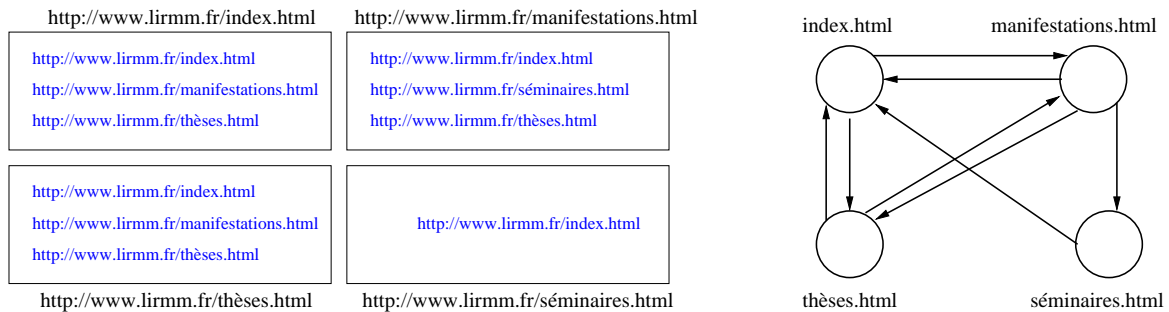 http://www.lirmm.fr/index.html
http://www.lirmm.fr/index.html
http://www.lirmm.fr/manifestations.html
http://www.lirmm.fr/thèses.html
http://www.lirmm.fr/manifestations.html
http://www.lirmm.fr/index.html
http://www.lirmm.fr/séminaires.html
http://www.lirmm.fr/thèses.html
http://www.lirmm.fr/index.html
http://www.lirmm.fr/manifestations.html
http://www.lirmm.fr/thèses.html
http://www.lirmm.fr/thèses.html
http://www.lirmm.fr/index.html
http://www.lirmm.fr/séminaires.html
index.html
manifestations.html
thèses.html
séminaires.html